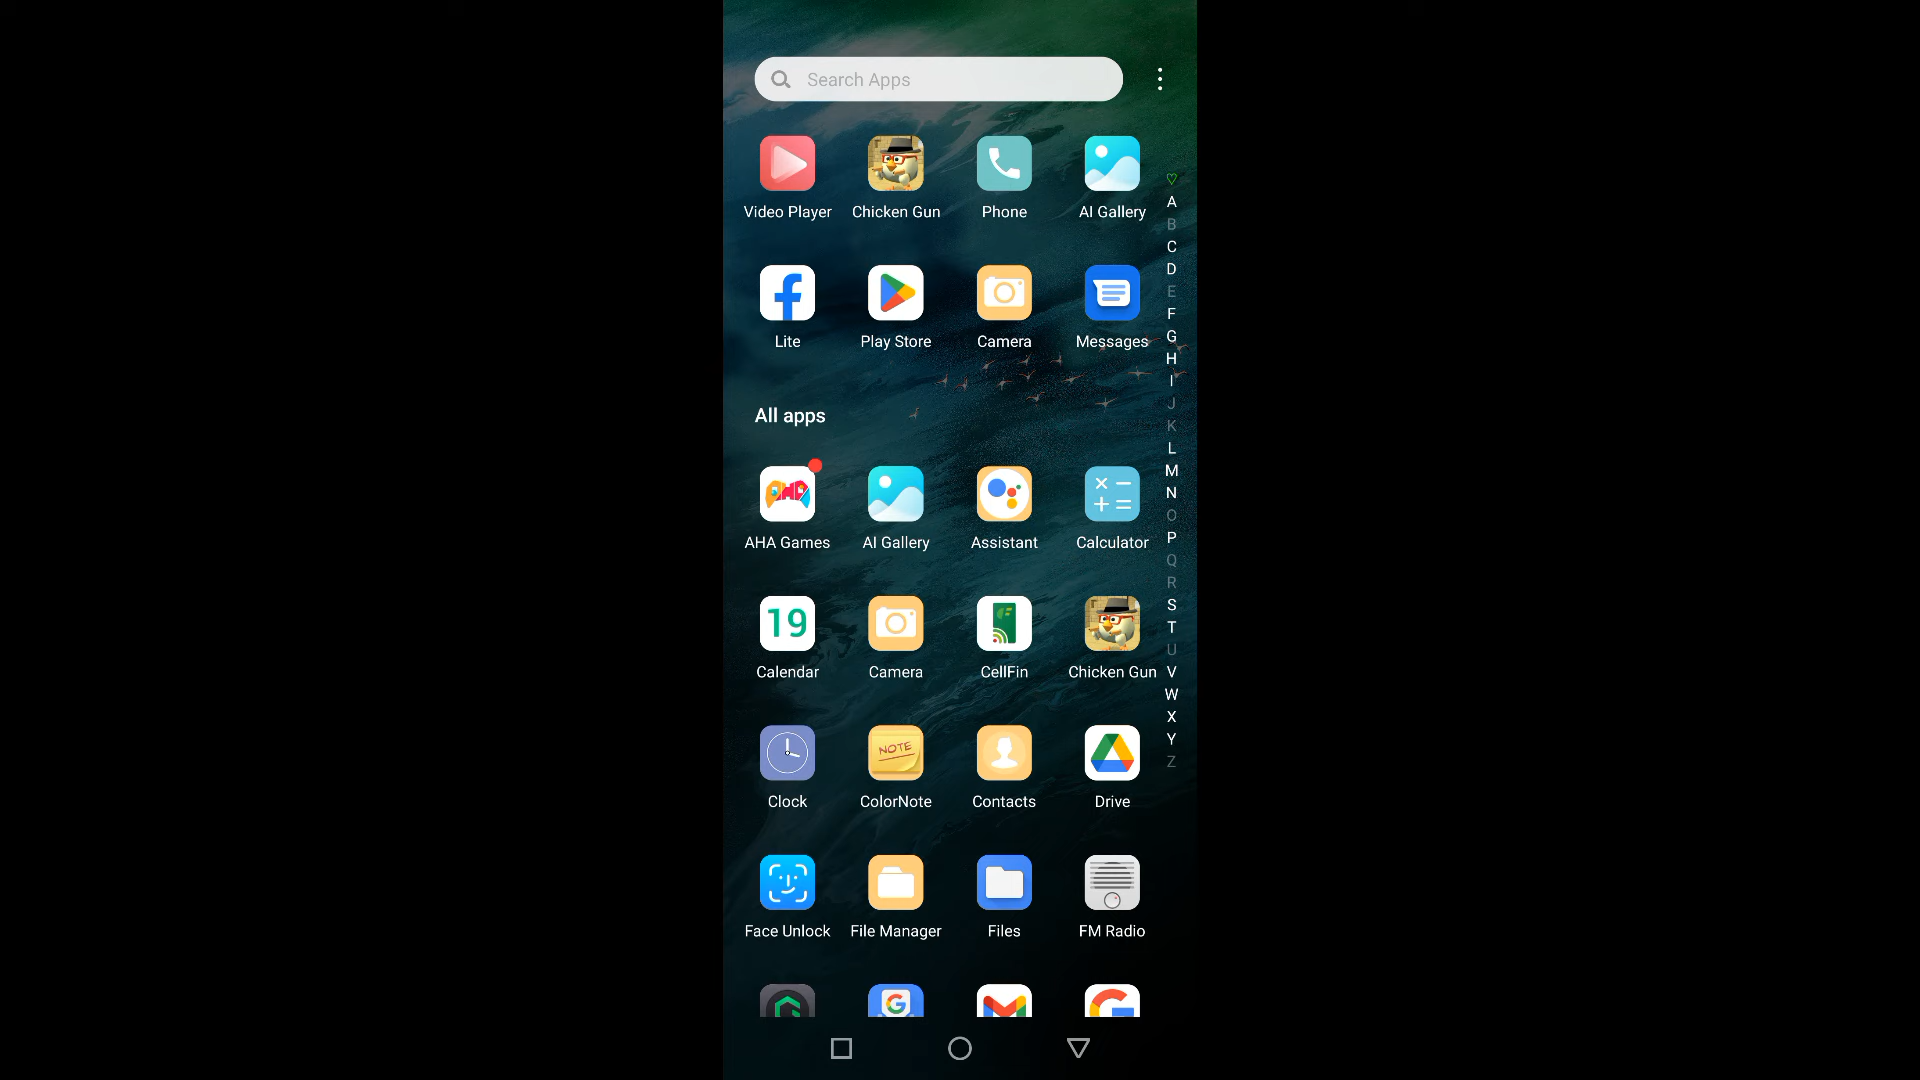 Search Apps
Video Player Chicken Gun Phone AI Gallery
Lite Play Store Camera Messages
All apps
AHA Games AI Gallery Assistant Calculator
19
Calendar Camera CellFin Chicken Gun
NOTE
Clock ColorNote Contacts Drive
Face Unlock File Manager Files FM Radio
A
B
C
D
E
F
G
H
I
J
K
L
M
N
O
P
Q
R
S
T
U
V
W
X
Y
Z